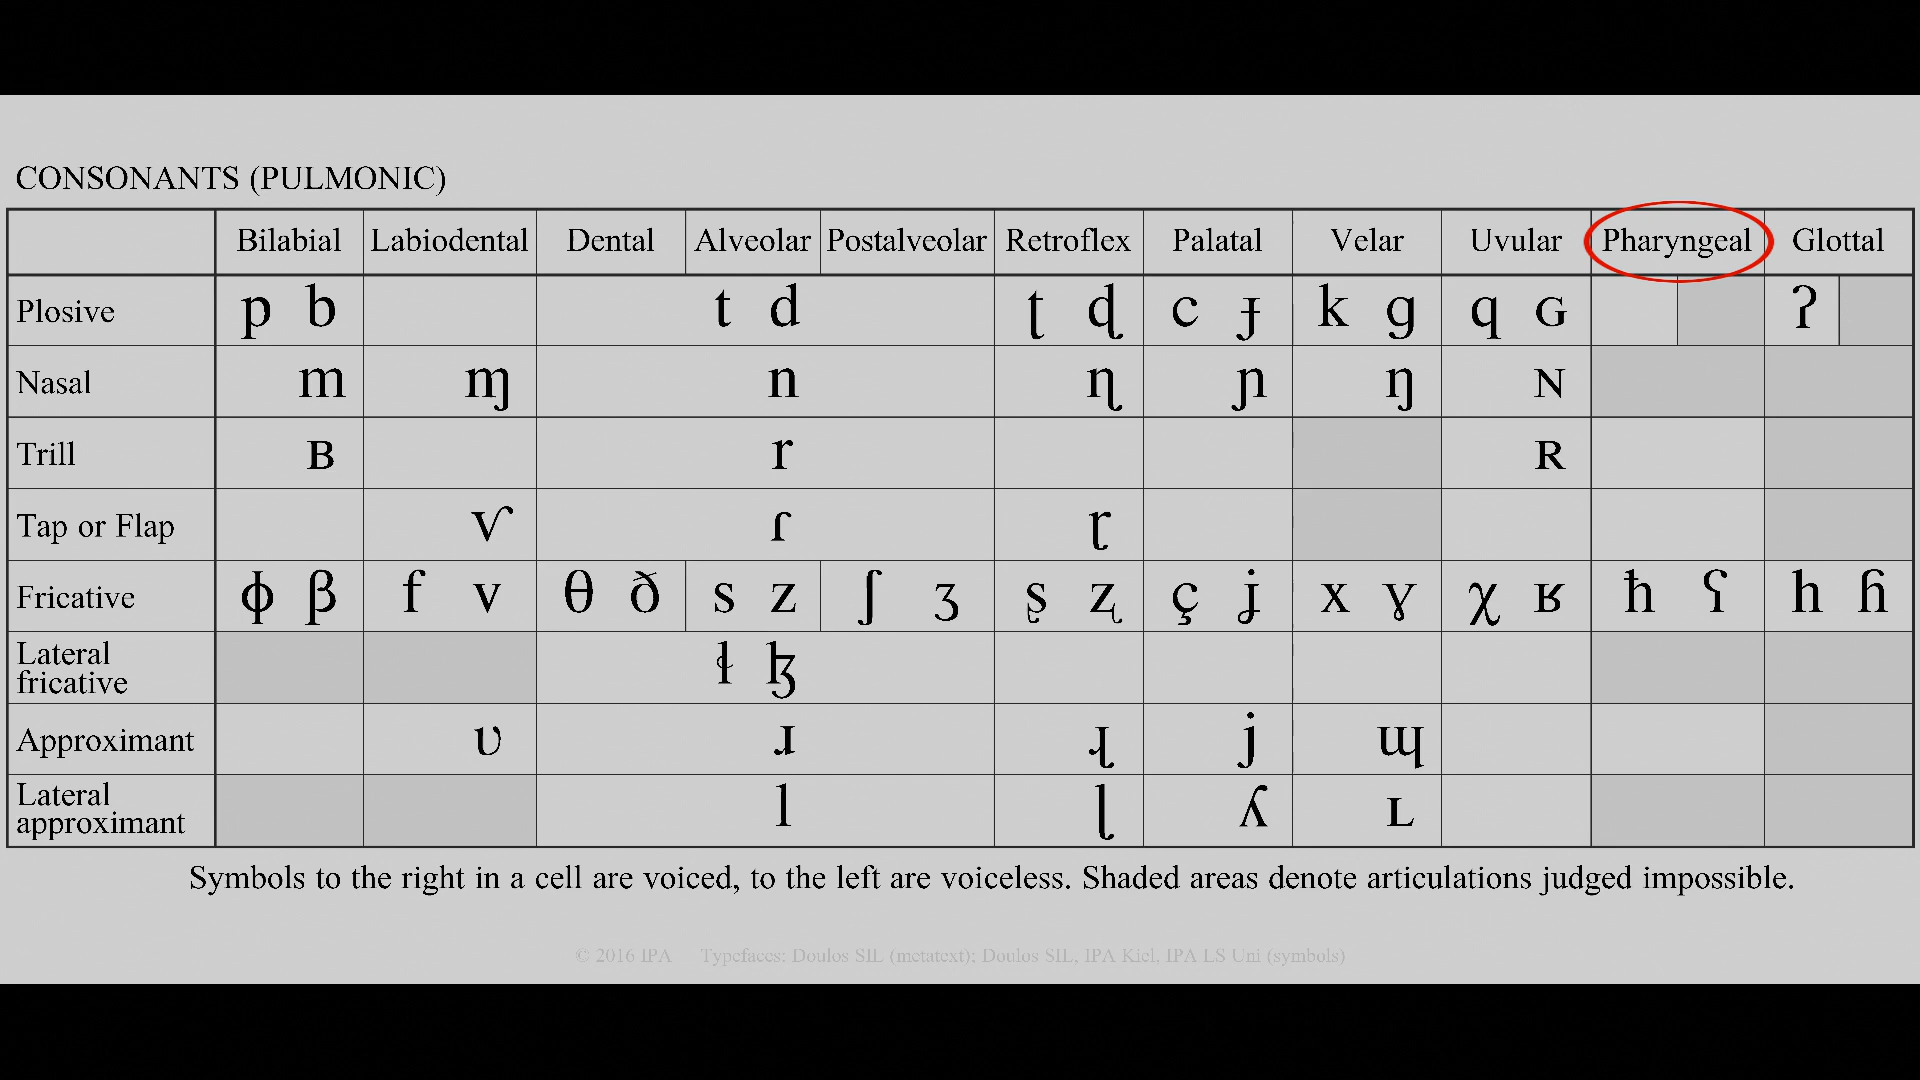 CONSONANTS (PULMONIC)
Bilabial Labiodental Dental Alveolar Postalveolar Retroflex Palatal Velar Uvular Pharyngeal Glottal
Plosive p b t d ʈ ɖ c ɟ k ɡ q ɢ ʔ
Nasal m ɱ n ɳ ɲ ŋ ɴ
Trill ʙ r ʀ
Tap or Flap ⱱ ɾ ɽ
Fricative ɸ β f v θ ð s z ʃ ʒ ʂ ʐ ç ʝ x ɣ χ ʁ ħ ʕ h ɦ
Lateral
fricative ɬ ɮ
Approximant ʋ ɹ ɻ j ɰ
Lateral
approximant l ɭ ʎ ʟ
Symbols to the right in a cell are voiced, to the left are voiceless. Shaded areas denote articulations judged impossible.
© 2016 IPA Typefaces: Doulos SIL (metatext); Doulos SIL, IPA Kiel, IPA LS Uni (symbols)